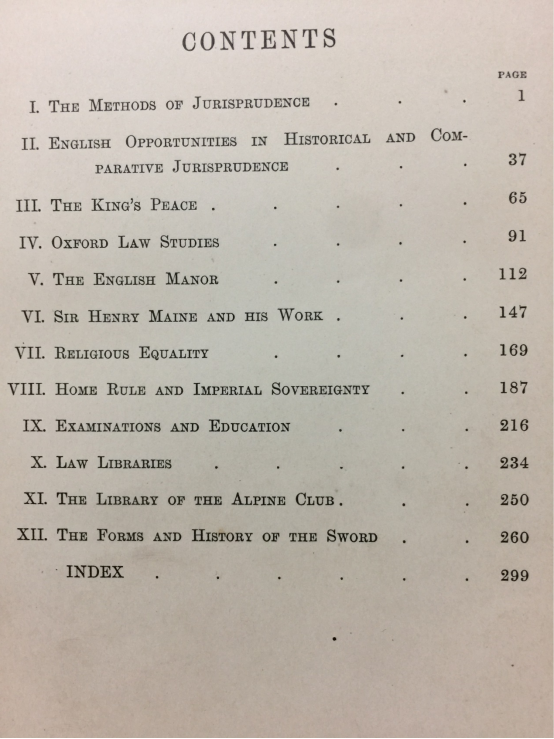 CONTENTS
PAGE
I. THE METHODS OF JURISPRUDENCE . . . 1
II. ENGLISH OPPORTUNITIES IN HISTORICAL AND COM-
PARATIVE JURISPRUDENCE . . . 37
III. THE KING'S PEACE . . . . . 65
IV. OXFORD LAW STUDIES . . . . 91
V. THE ENGLISH MANOR . . . . 112
VI. SIR HENRY MAINE AND HIS WORK . . . 147
VII. RELIGIOUS EQUALITY . . . . 169
VIII. HOME RULE AND IMPERIAL SOVEREIGNTY . . 187
IX. EXAMINATIONS AND EDUCATION . . . 216
X. LAW LIBRARIES . . . . . 234
XI. THE LIBRARY OF THE ALPINE CLUB . . . 250
XII. THE FORMS AND HISTORY OF THE SWORD . . 260
INDEX . . . . . . 299